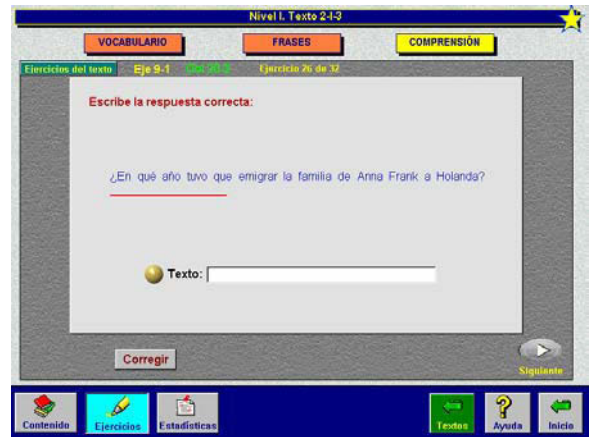 Nivel I. Texto 2-I-3
VOCABULARIO
FRASES
COMPRENSIÓN
Ejercicios del texto
Eje 9-1
Ejercicio 26 de 32
Escribe la respuesta correcta:
¿En qué año tuvo que emigrar la familia de Anna Frank a Holanda?
Texto:
Corregir
Siguiente
Contenido
Ejercicios
Estadísticas
Textos
Ayuda
Inicio